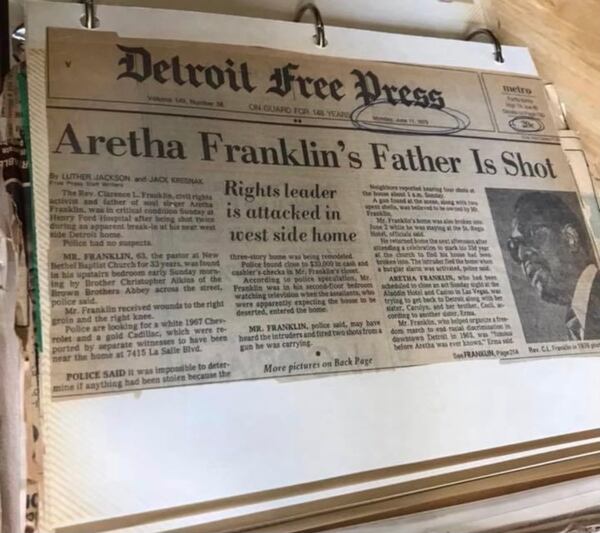 Detroit Free Press
metro
Volume 149, Number 38
ON GUARD FOR 148 YEARS
Monday, June 11, 1979
20¢
Aretha Franklin's Father Is Shot
By LUTHER JACKSON and JACK KRESNAK
Free Press Staff Writers
The Rev. Clarence L. Franklin, civil rights
activist and father of soul singer Aretha
Franklin, was in critical condition Sunday at
Henry Ford Hospital after being shot twice
during an apparent break-in at his near west
side Detroit home.
Police had no suspects.
MR. FRANKLIN, 63, the pastor at New
Bethel Baptist Church for 33 years, was found
in his upstairs bedroom early Sunday morn-
ing by Brother Christopher Aikins of the
Brown Brothers Abbey across the street,
police said.
Mr. Franklin received wounds to the right
groin and the right knee.
Police are looking for a white 1967 Chev-
rolet and a gold Cadillac, which were re-
ported by separate witnesses to have been
near the home at 7415 La Salle Blvd.
POLICE SAID it was impossible to deter-
mine if anything had been stolen because the
Rights leader
is attacked in
west side home
three-story home was being remodeled.
Police found close to $30,000 in cash and
cashier's checks in Mr. Franklin's closet.
According to police speculation, Mr.
Franklin was in his second-floor bedroom
watching television when the assailants, who
were apparently expecting the house to be
deserted, entered the home.
MR. FRANKLIN, police said, may have
heard the intruders and fired two shots from a
gun he was carrying.
More pictures on Back Page
Neighbors reported hearing four shots at
the house about 1 a.m. Sunday.
A gun found at the scene, along with two
spent shells, was believed to be owned by Mr.
Franklin.
Mr. Franklin's home was also broken into
June 2 while he was staying at the St. Regis
Hotel, officials said.
He returned home the next afternoon after
attending a celebration to mark his 33d year
at the church to find his house had been
broken into. The intruder fled the home when
a burglar alarm was activated, police said.
ARETHA FRANKLIN, who had been
scheduled to close an act Sunday night at the
Aladdin Hotel and Casino in Las Vegas, was
trying to get back to Detroit along with her
sister, Carolyn, and her brother, Cecil, ac-
cording to another sister, Erma.
Mr. Franklin, who helped organize a free-
dom march to end racial discrimination in
downtown Detroit in 1963, was "famous
before Aretha was ever known," Erma said.
See FRANKLIN, Page 21A
Rev. C.L. Franklin in 1976